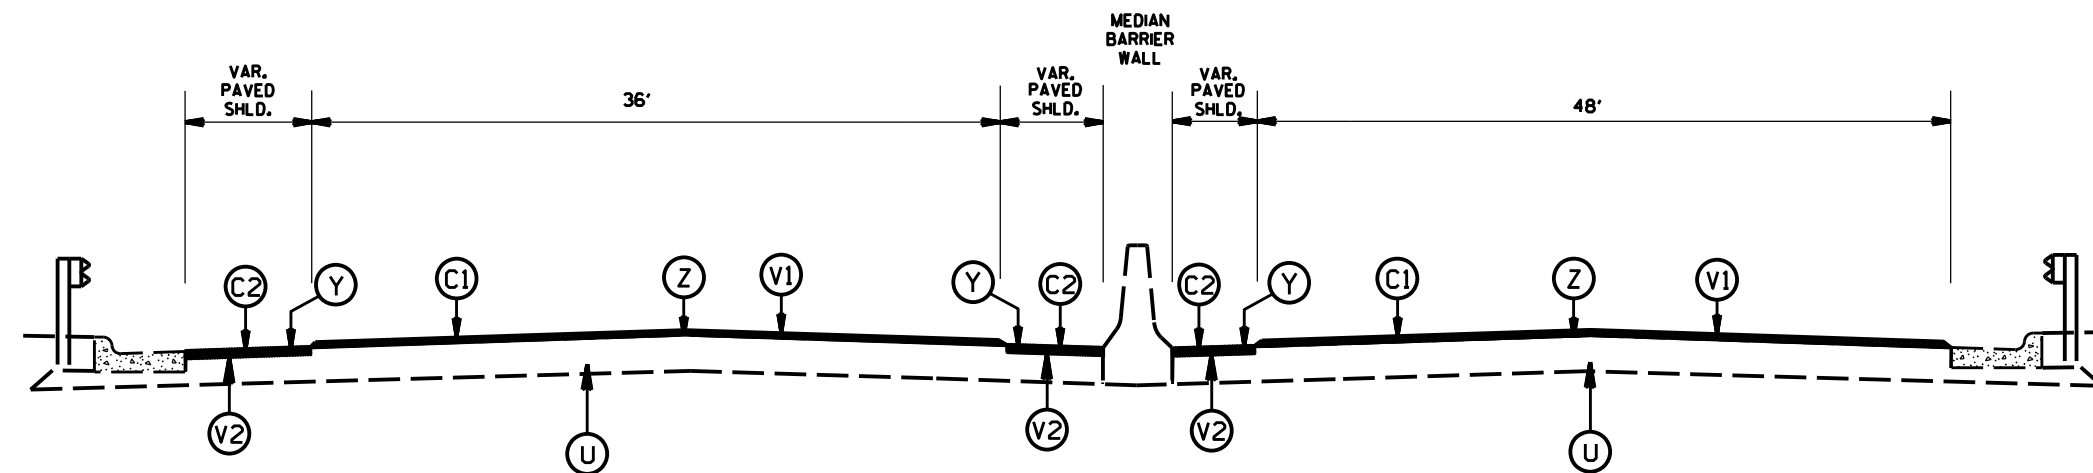 MEDIAN
BARRIER
WALL
VAR.
PAVED
SHLD.
36'
VAR.
PAVED
SHLD.
VAR.
PAVED
SHLD.
48'
C2
Y
C1
Z
V1
Y
C2
C2
Y
C1
Z
V1
V2
U
V2
V2
U